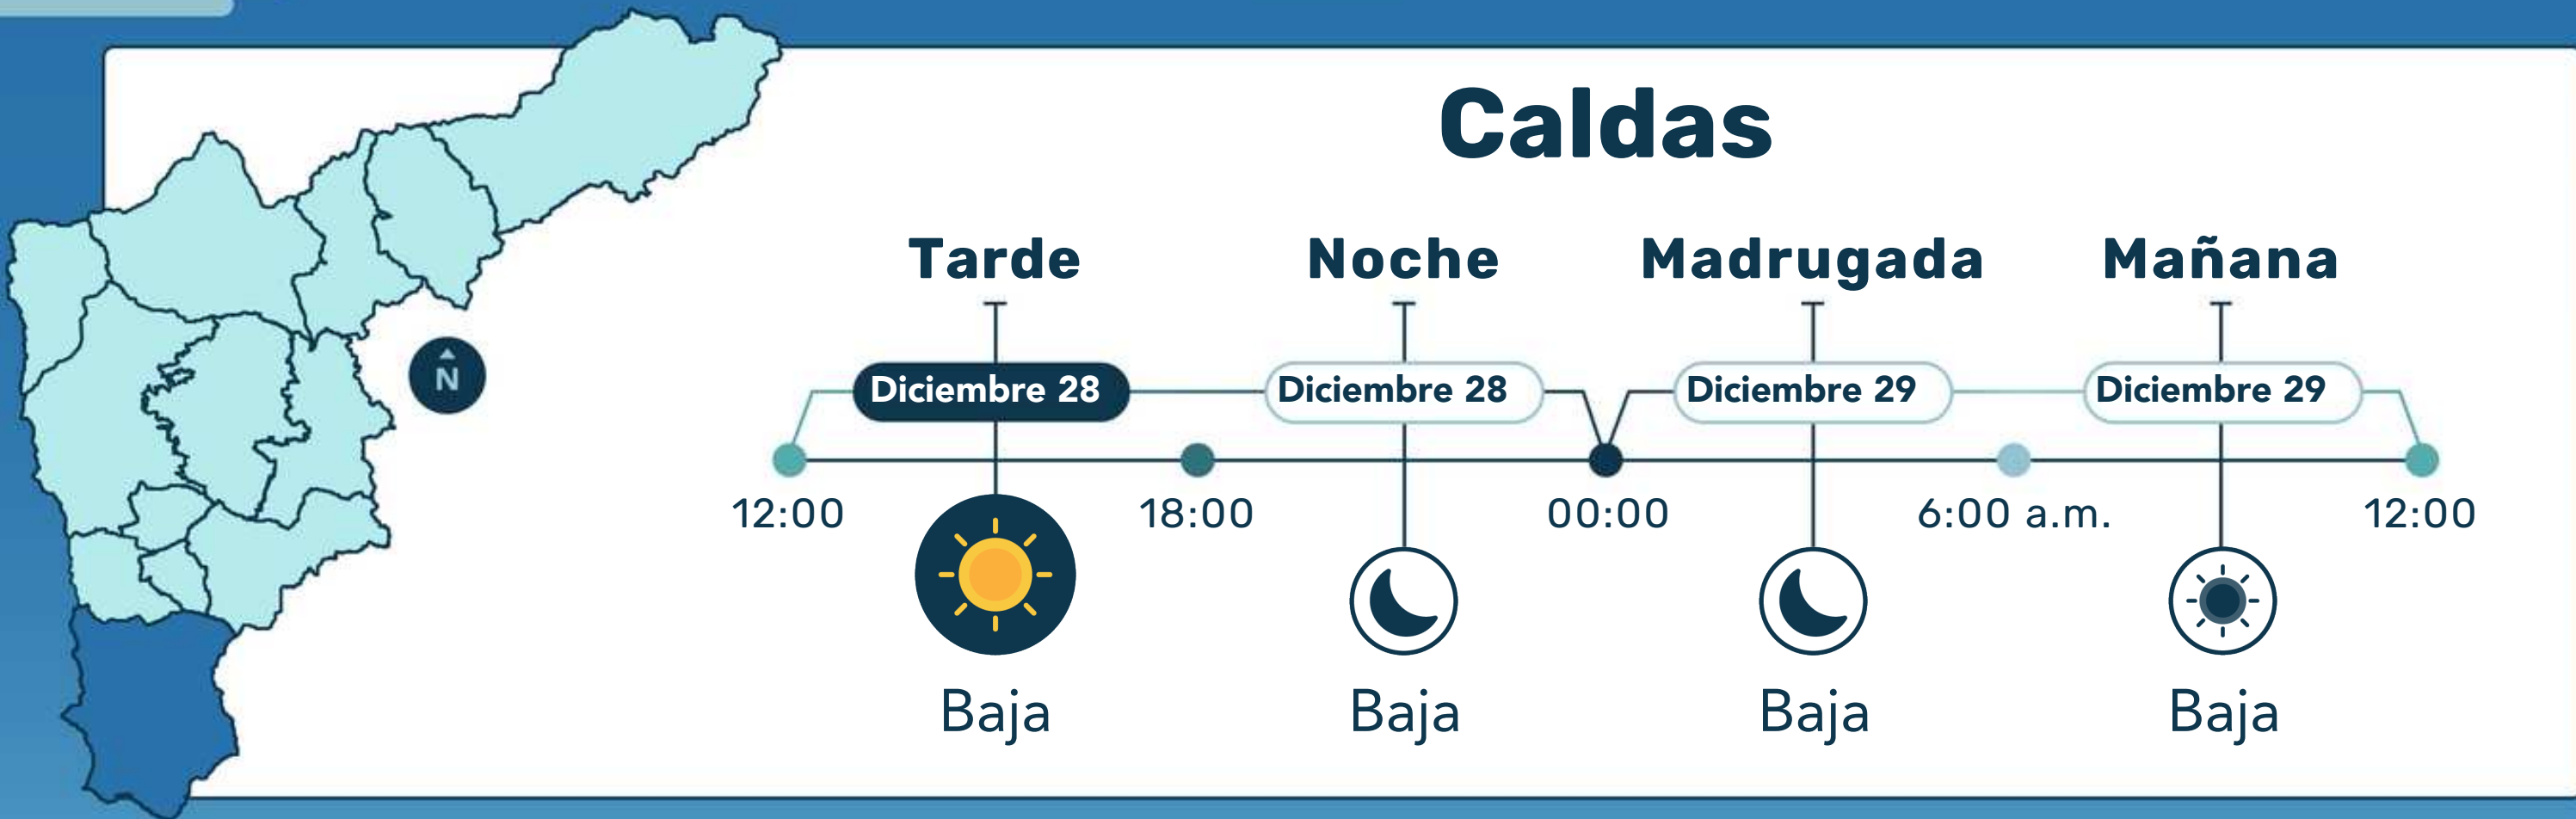 Caldas
Tarde Noche Madrugada Mañana
Diciembre 28 Diciembre 28 Diciembre 29 Diciembre 29
N
12:00 18:00 00:00 6:00 a.m. 12:00
Baja Baja Baja Baja